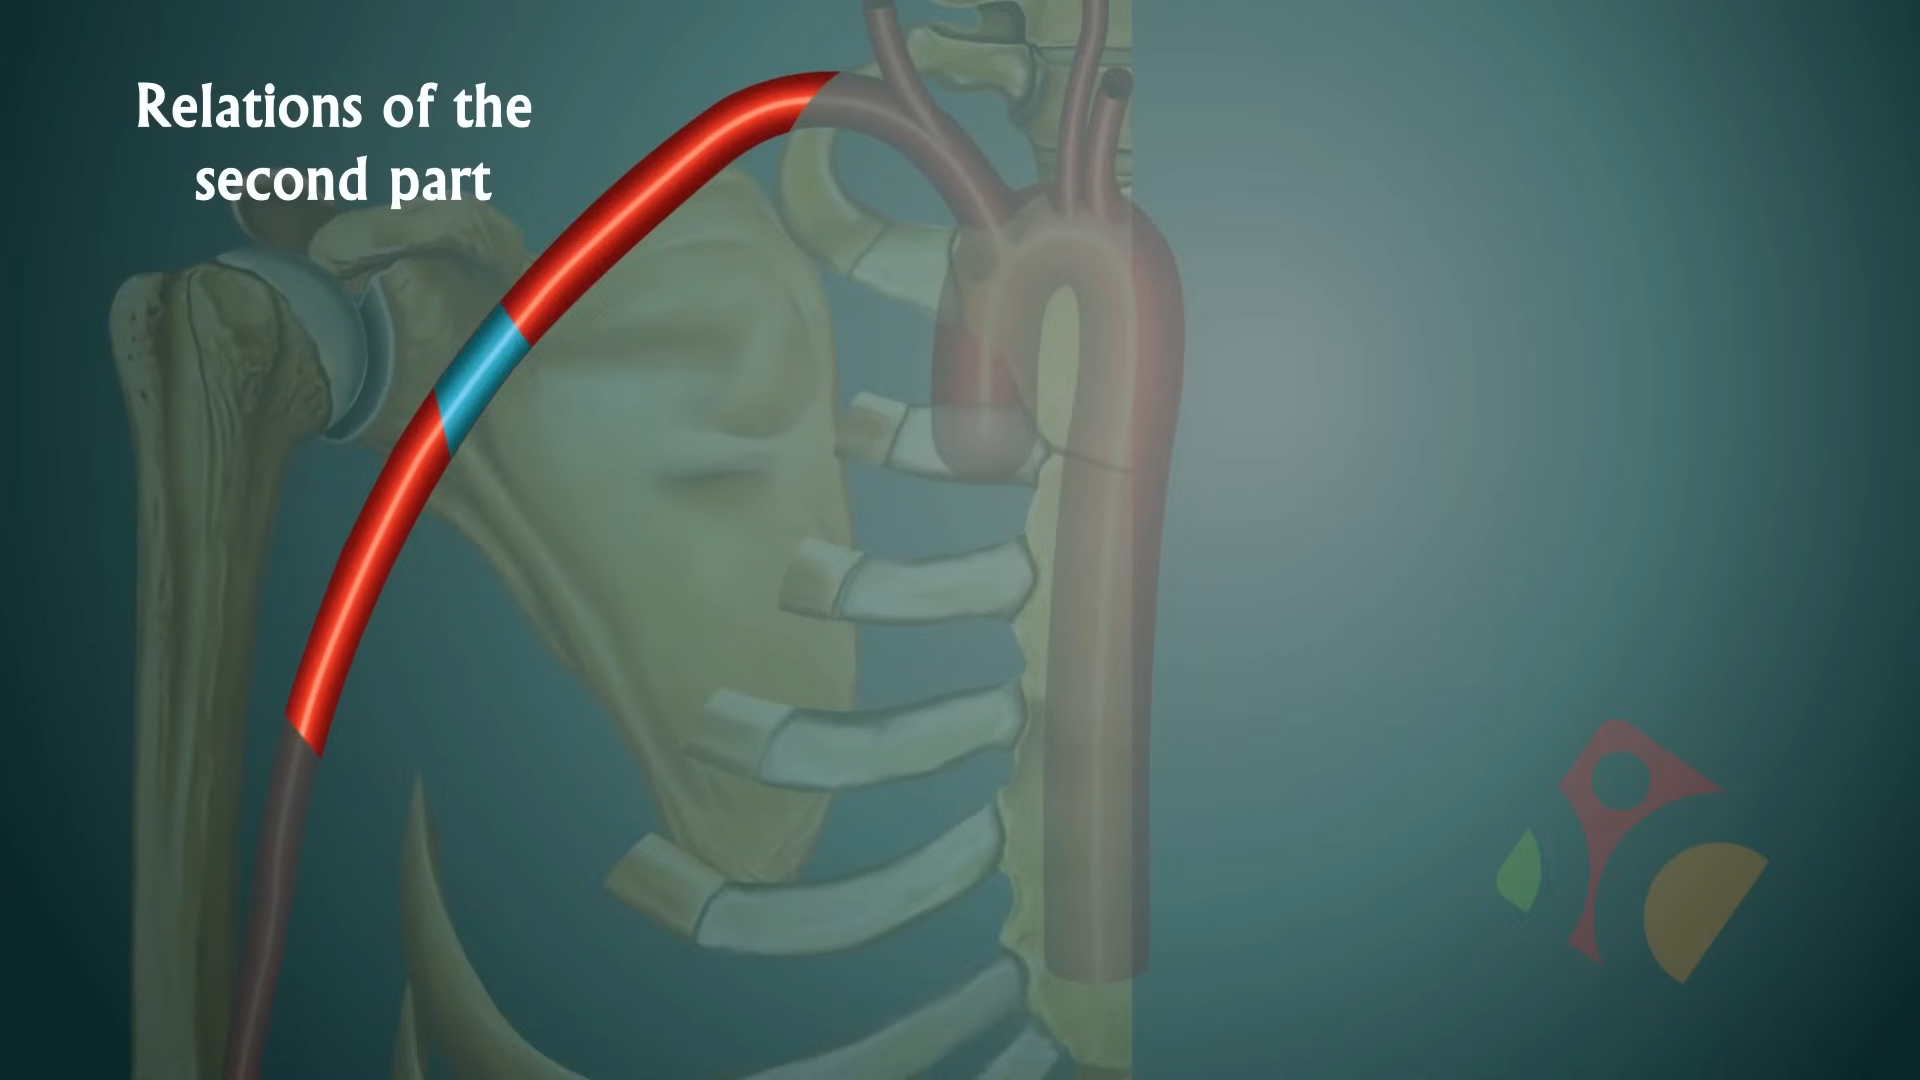 Relations of the
second part